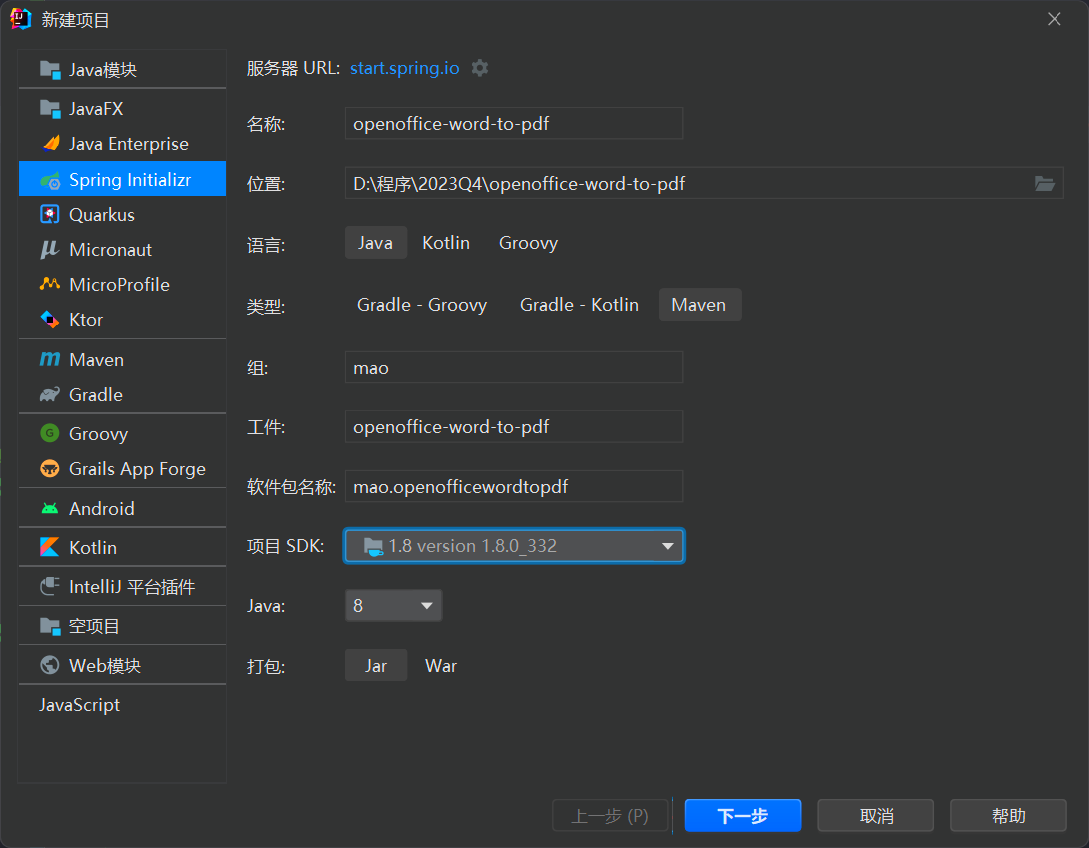 新建项目
Java模块
JavaFX
Java Enterprise
Spring Initializr
Quarkus
Micronaut
MicroProfile
Ktor
Maven
Gradle
Groovy
Grails App Forge
Android
Kotlin
IntelliJ 平台插件
空项目
Web模块
JavaScript
服务器 URL: start.spring.io
名称: openoffice-word-to-pdf
位置: D:\程序\2023Q4\openoffice-word-to-pdf
语言: Java Kotlin Groovy
类型: Gradle - Groovy Gradle - Kotlin Maven
组: mao
工件: openoffice-word-to-pdf
软件包名称: mao.openofficewordtopdf
项目 SDK: 1.8 version 1.8.0_332
Java: 8
打包: Jar War
上一步 (P) 下一步 取消 帮助